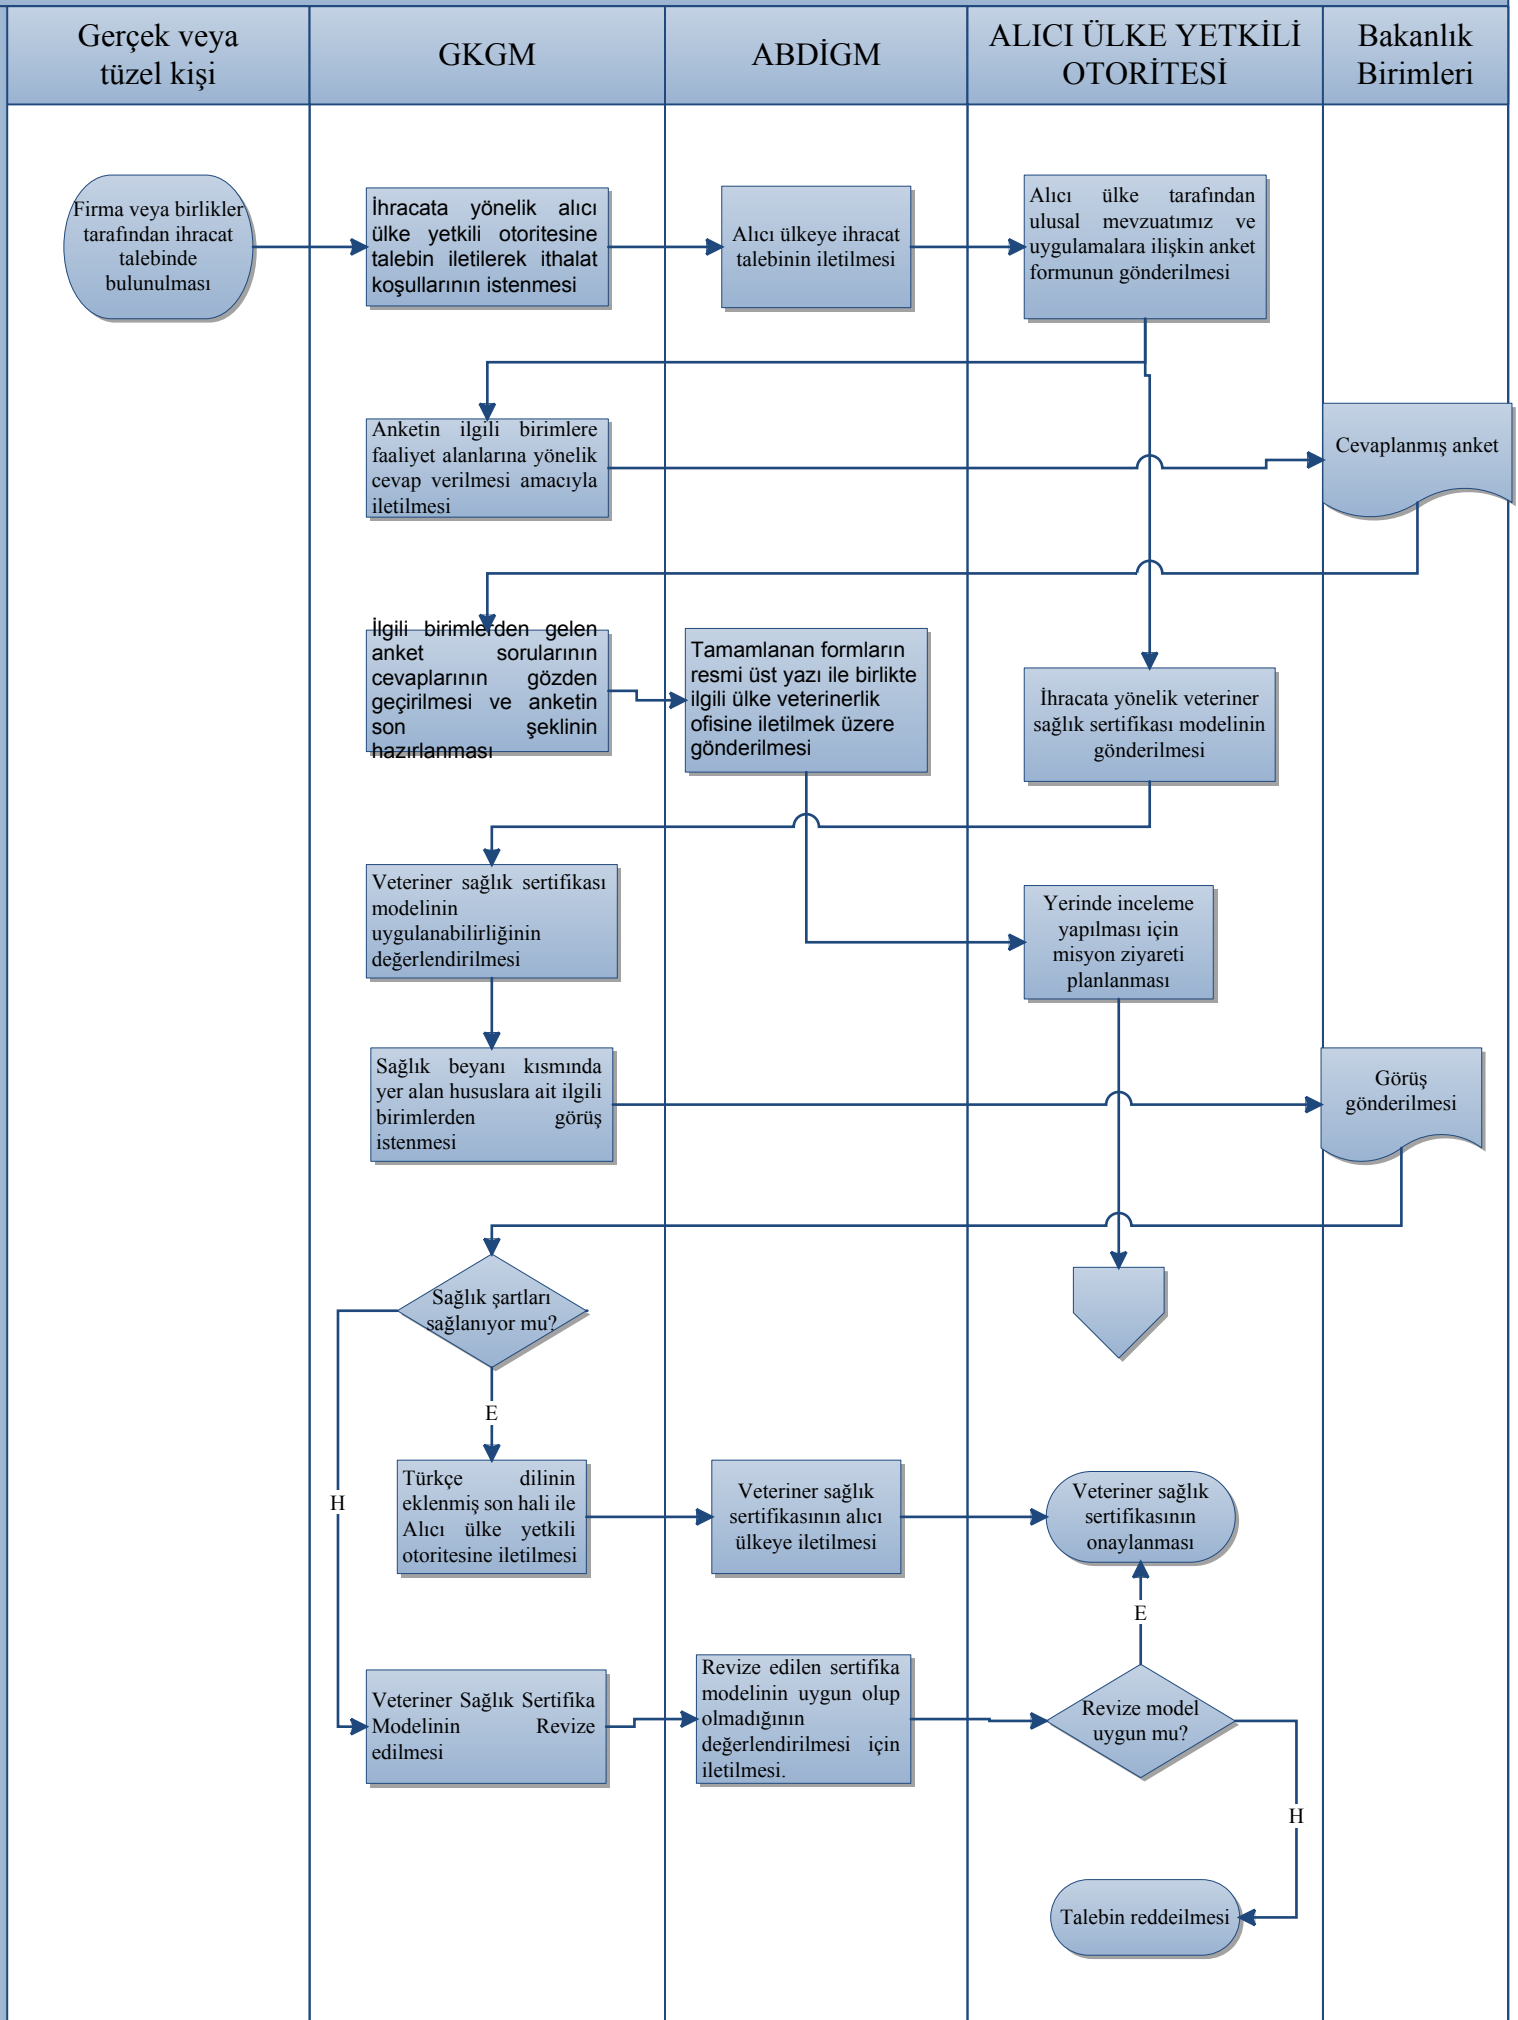 Gerçek veya
tüzel kişi
GKGM
ABDİGM
ALICI ÜLKE YETKİLİ
OTORİTESİ
Bakanlık
Birimleri
Firma veya birlikler
tarafından ihracat
talebinde
bulunulması
İhracata yönelik alıcı
ülke yetkili otoritesine
talebin iletilerek ithalat
koşullarının istenmesi
Alıcı ülkeye ihracat
talebinin iletilmesi
Alıcı ülke tarafından
ulusal mevzuatımız ve
uygulamalara ilişkin anket
formunun gönderilmesi
Anketin ilgili birimlere
faaliyet alanlarına yönelik
cevap verilmesi amacıyla
iletilmesi
Cevaplanmış anket
İlgili birimlerden gelen
anket sorularının
cevaplarının gözden
geçirilmesi ve anketin
son şeklinin
hazırlanması
Tamamlanan formların
resmi üst yazı ile birlikte
ilgili ülke veterinerlik
ofisine iletilmek üzere
gönderilmesi
İhracata yönelik veteriner
sağlık sertifikası modelinin
gönderilmesi
Veteriner sağlık sertifikası
modelinin
uygulanabilirliğinin
değerlendirilmesi
Yerinde inceleme
yapılması için
misyon ziyareti
planlanması
Sağlık beyanı kısmında
yer alan hususlara ait ilgili
birimlerden görüş
istenmesi
Görüş
gönderilmesi
Sağlık şartları
sağlanıyor mu?
E
H
Türkçe dilinin
eklenmiş son hali ile
Alıcı ülke yetkili
otoritesine iletilmesi
Veteriner sağlık
sertifikasının alıcı
ülkeye iletilmesi
Veteriner sağlık
sertifikasının
onaylanması
E
Veteriner Sağlık Sertifika
Modelinin Revize
edilmesi
Revize edilen sertifika
modelinin uygun olup
olmadığının
değerlendirilmesi için
iletilmesi.
Revize model
uygun mu?
H
Talebin reddeilmesi